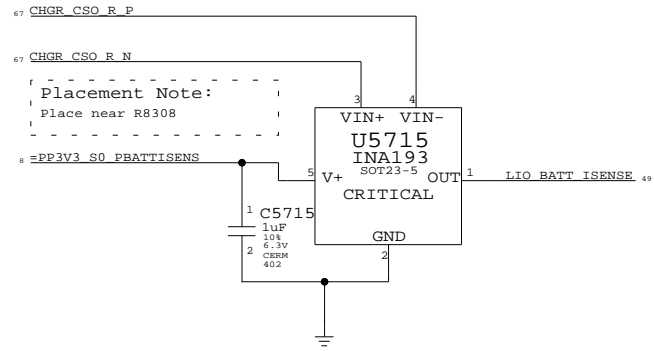 67 CHGR_CSO_R_P
67 CHGR_CSO_R_N
Placement Note:
Place near R8308
3
4
VIN+ VIN-
U5715
INA193
SOT23-5
8 =PP3V3_S0_PBATTISENS
5
V+
OUT
1
LIO_BATT_ISENSE 49
CRITICAL
1
C5715
1uF
10%
6.3V
CERM
402
2
GND
2